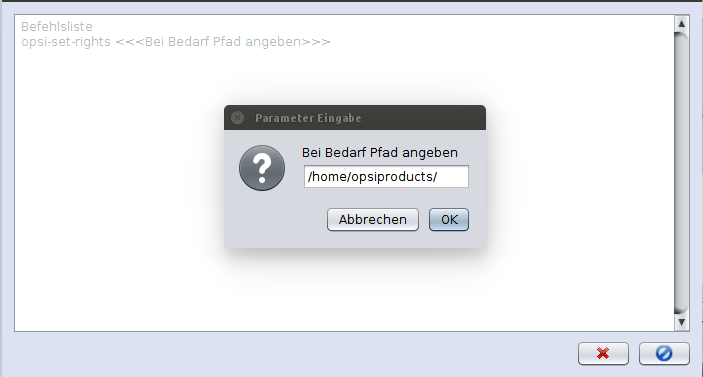 Befehlsliste
opsi-set-rights <<<Bei Bedarf Pfad angeben>>>
Parameter Eingabe
Bei Bedarf Pfad angeben
/home/opsiproducts/
Abbrechen
OK